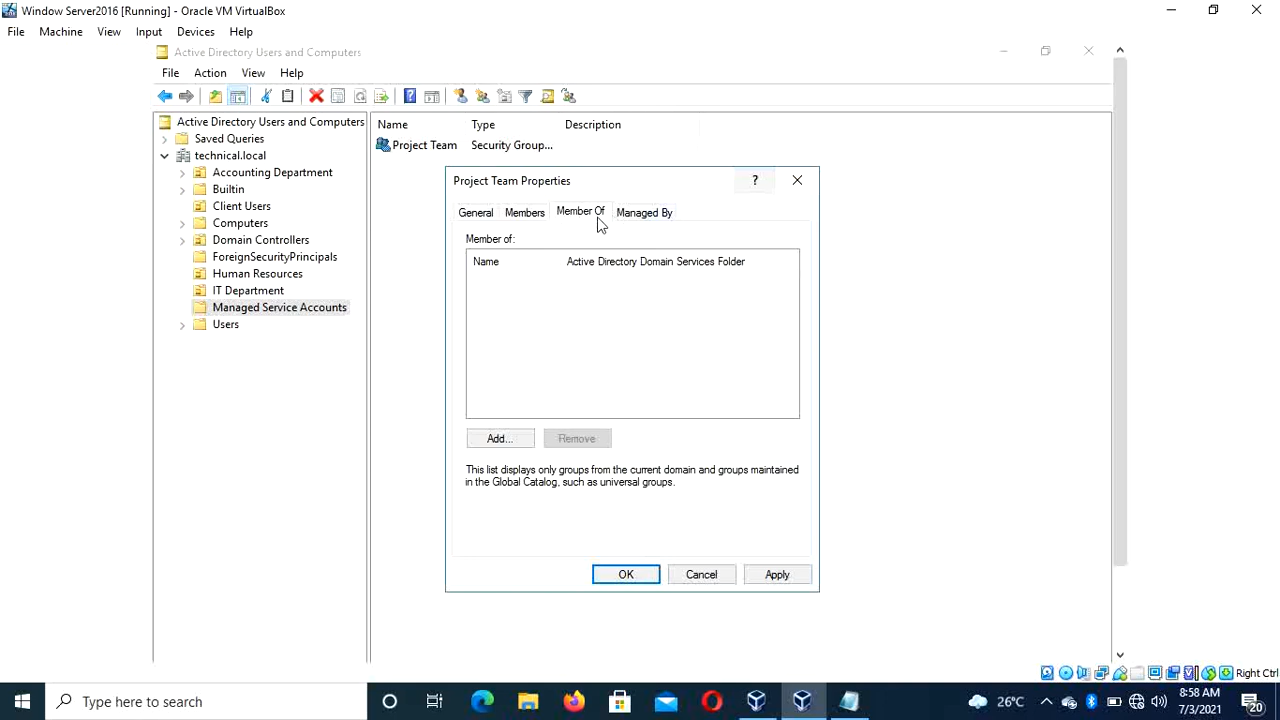 Window Server2016 [Running] - Oracle VM VirtualBox
File Machine View Input Devices Help
Active Directory Users and Computers
File Action View Help
Active Directory Users and Computers
Saved Queries
technical.local
Accounting Department
Builtin
Client Users
Computers
Domain Controllers
ForeignSecurityPrincipals
Human Resources
IT Department
Managed Service Accounts
Users
Name Type Description
Project Team Security Group...
Project Team Properties
?
General Members Member Of Managed By
Member of:
Name Active Directory Domain Services Folder
Add... Remove
This list displays only groups from the current domain and groups maintained
in the Global Catalog, such as universal groups.
OK Cancel Apply
Right Ctrl
Type here to search
26°C
8:58 AM
7/3/2021
20